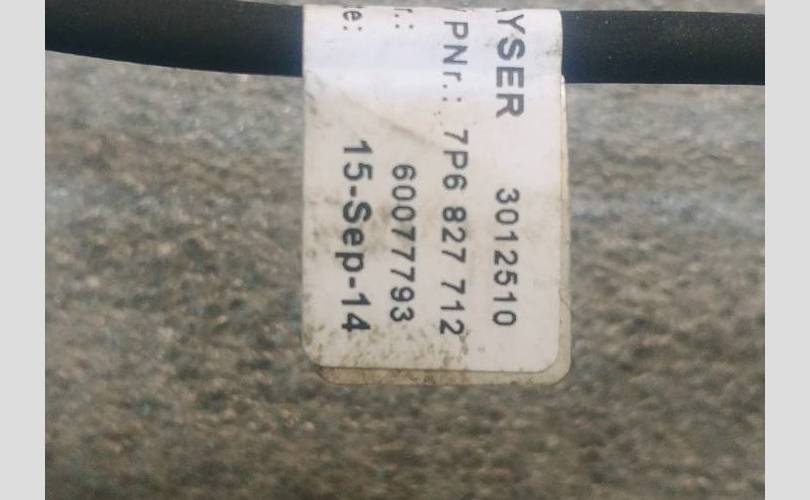 YSER 3012510
PNr.: 7P6 827 712
r.: 60077793
e: 15-Sep-14